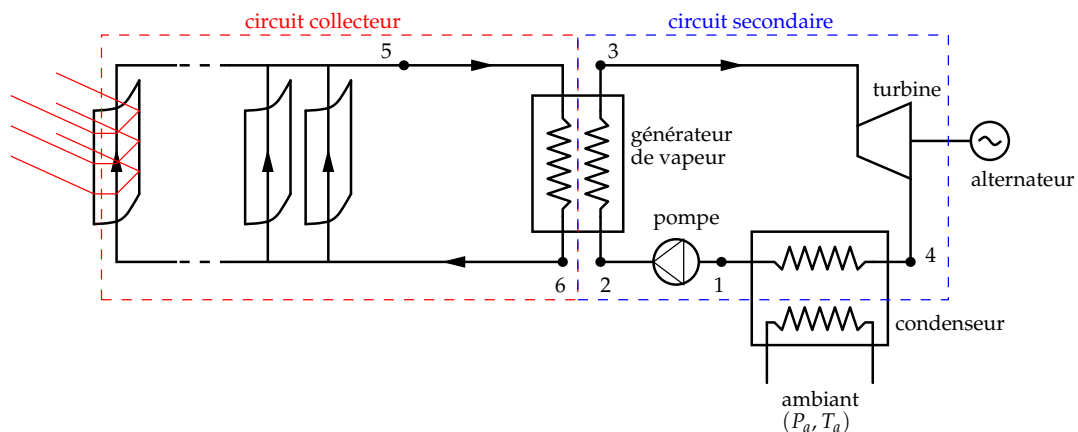 circuit collecteur
circuit secondaire
5
3
turbine
générateur
de vapeur
alternateur
pompe
6
2
1
4
condenseur
ambiant
(P_a, T_a)